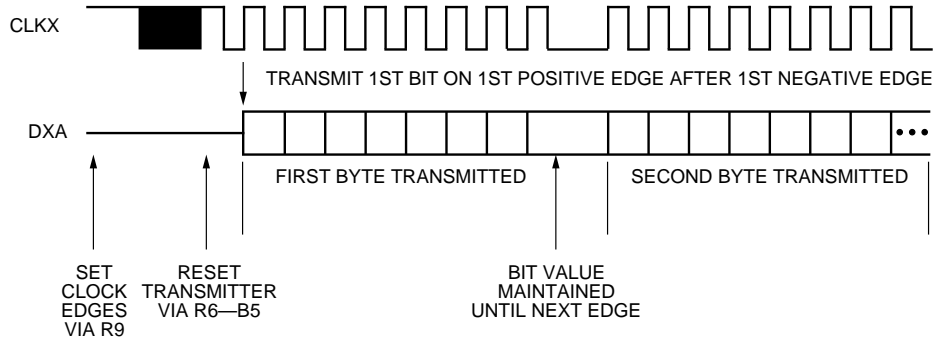 CLKX
TRANSMIT 1ST BIT ON 1ST POSITIVE EDGE AFTER 1ST NEGATIVE EDGE
DXA
FIRST BYTE TRANSMITTED
SECOND BYTE TRANSMITTED
SET
CLOCK
EDGES
VIA R9
RESET
TRANSMITTER
VIA R6—B5
BIT VALUE
MAINTAINED
UNTIL NEXT EDGE